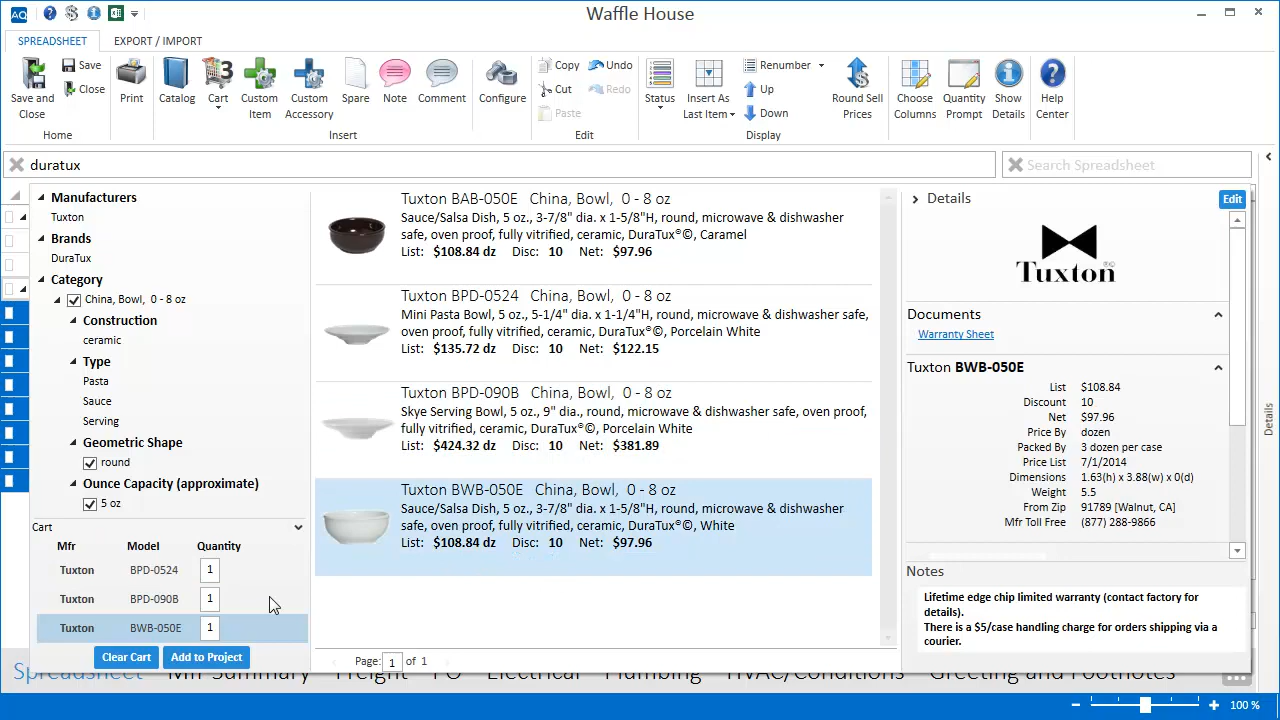 AQ
Waffle House
SPREADSHEET
EXPORT / IMPORT
Save and Close
Save
Close
Print
Catalog
3
Cart
Custom Item
Custom Accessory
Spare
Note
Comment
Configure
Copy
Cut
Paste
Undo
Redo
Status
Insert As Last Item
Renumber
Up
Down
Round Sell Prices
Choose Columns
Quantity Prompt
Show Details
Help Center
Home
Insert
Edit
Display
duratux
Search Spreadsheet
Manufacturers
Tuxton
Brands
DuraTux
Category
China, Bowl, 0 - 8 oz
Construction
ceramic
Type
Pasta
Sauce
Serving
Geometric Shape
round
Ounce Capacity (approximate)
5 oz
Cart
Mfr Model Quantity
Tuxton BPD-0524 1
Tuxton BPD-090B 1
Tuxton BWB-050E 1
Clear Cart Add to Project
Tuxton BAB-050E China, Bowl, 0 - 8 oz
Sauce/Salsa Dish, 5 oz., 3-7/8" dia. x 1-5/8"H, round, microwave & dishwasher
safe, oven proof, fully vitrified, ceramic, DuraTux®©, Caramel
List: $108.84 dz Disc: 10 Net: $97.96
Tuxton BPD-0524 China, Bowl, 0 - 8 oz
Mini Pasta Bowl, 5 oz., 5-1/4" dia. x 1-1/4"H, round, microwave & dishwasher safe,
oven proof, fully vitrified, ceramic, DuraTux®©, Porcelain White
List: $135.72 dz Disc: 10 Net: $122.15
Tuxton BPD-090B China, Bowl, 0 - 8 oz
Skye Serving Bowl, 5 oz., 9" dia., round, microwave & dishwasher safe, oven proof,
fully vitrified, ceramic, DuraTux®©, Porcelain White
List: $424.32 dz Disc: 10 Net: $381.89
Tuxton BWB-050E China, Bowl, 0 - 8 oz
Sauce/Salsa Dish, 5 oz., 3-7/8" dia. x 1-5/8"H, round, microwave & dishwasher
safe, oven proof, fully vitrified, ceramic, DuraTux®©, White
List: $108.84 dz Disc: 10 Net: $97.96
Page: 1 of 1
Details
Edit
Tuxton
Documents
Warranty Sheet
Tuxton BWB-050E
List $108.84
Discount 10
Net $97.96
Price By dozen
Packed By 3 dozen per case
Price List 7/1/2014
Dimensions 1.63(h) x 3.88(w) x 0(d)
Weight 5.5
From Zip 91789 [Walnut, CA]
Mfr Toll Free (877) 288-9866
Notes
Lifetime edge chip limited warranty (contact factory for
details).
There is a $5/case handling charge for orders shipping via a
courier.
Details
Spreadsheet Mfr Summary Freight PO Electrical Plumbing HVAC/Conditions Greeting and Footnotes
100 %